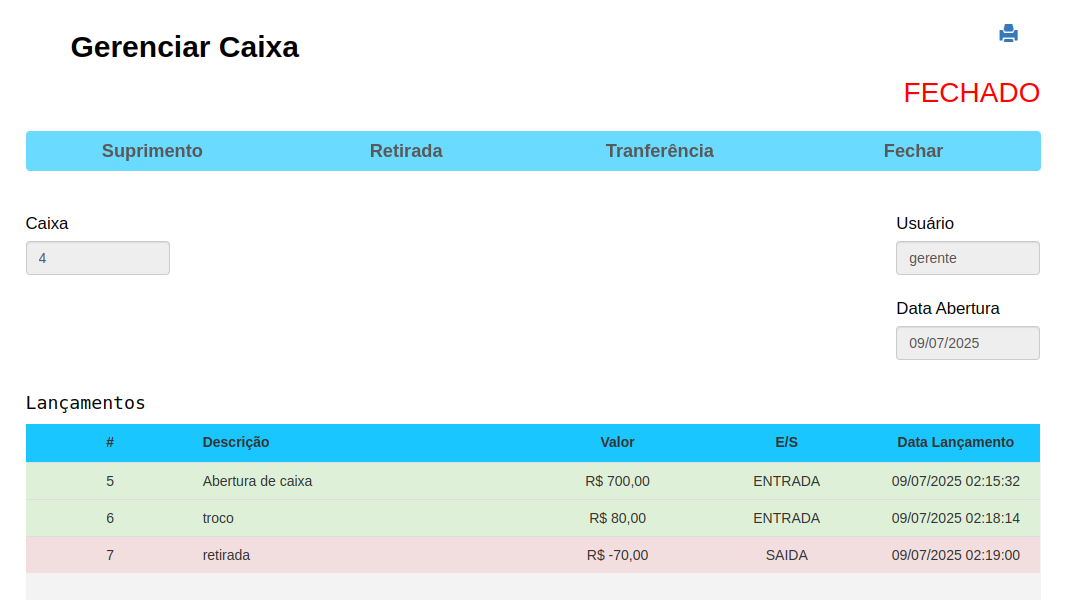 Gerenciar Caixa
FECHADO
Suprimento Retirada Tranferência Fechar
Caixa Usuário
4 gerente
Data Abertura
09/07/2025
Lançamentos
# Descrição Valor E/S Data Lançamento
5 Abertura de caixa R$ 700,00 ENTRADA 09/07/2025 02:15:32
6 troco R$ 80,00 ENTRADA 09/07/2025 02:18:14
7 retirada R$ -70,00 SAIDA 09/07/2025 02:19:00